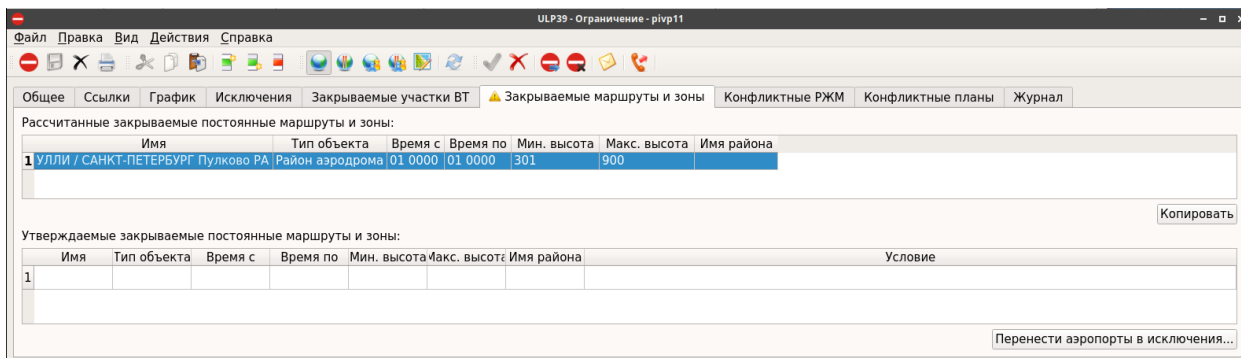 ULP39 - Ограничение - pivp11
Файл Правка Вид Действия Справка
Общее Ссылки График Исключения Закрываемые участки ВТ Закрываемые маршруты и зоны Конфликтные РЖМ Конфликтные планы Журнал
Рассчитанные закрываемые постоянные маршруты и зоны:
Имя Тип объекта Время с Время по Мин. высота Макс. высота Имя района
1 УЛЛИ / САНКТ-ПЕТЕРБУРГ Пулково РА Район аэродрома 01 0000 01 0000 301 900
Копировать
Утверждаемые закрываемые постоянные маршруты и зоны:
Имя Тип объекта Время с Время по Мин. высота Макс. высота Имя района Условие
1
Перенести аэропорты в исключения...